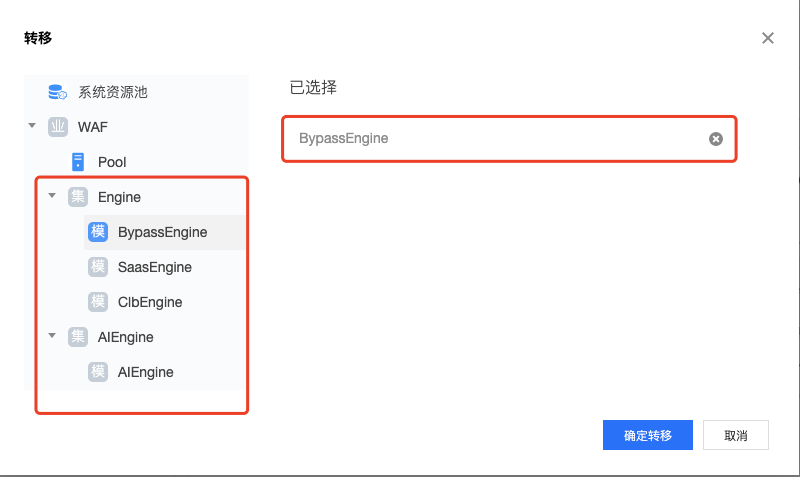 转移
系统资源池
WAF
Pool
集 Engine
模 BypassEngine
模 SaasEngine
模 ClbEngine
集 AIEngine
模 AIEngine
已选择
BypassEngine
确定转移
取消